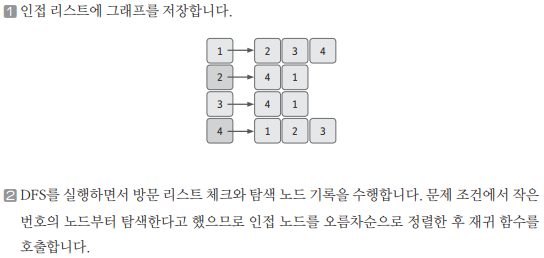 1 인접 리스트에 그래프를 저장합니다.
1 2 3 4
2 4 1
3 4 1
4 1 2 3
2 DFS를 실행하면서 방문 리스트 체크와 탐색 노드 기록을 수행합니다. 문제 조건에서 작은
번호의 노드부터 탐색한다고 했으므로 인접 노드를 오름차순으로 정렬한 후 재귀 함수를
호출합니다.